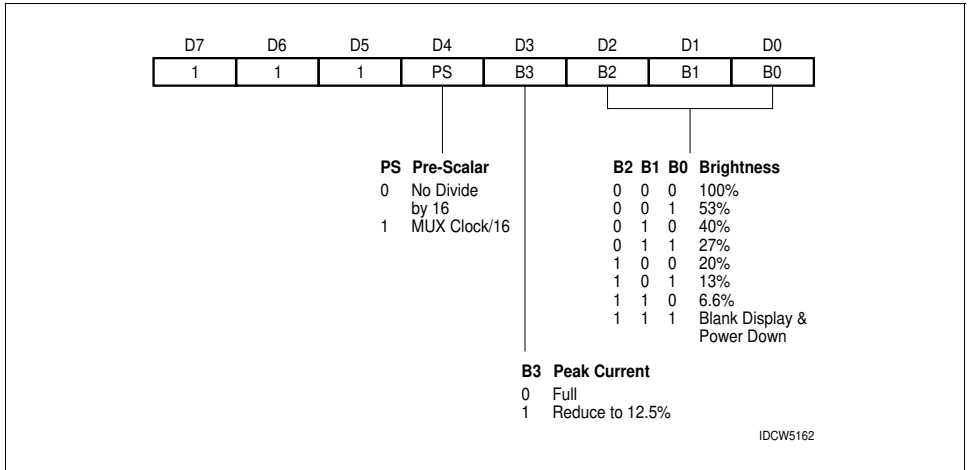 D7 D6 D5 D4 D3 D2 D1 D0
1 1 1 PS B3 B2 B1 B0
PS Pre-Scalar
0 No Divide
by 16
1 MUX Clock/16
B2 B1 B0 Brightness
0 0 0 100%
0 0 1 53%
0 1 0 40%
0 1 1 27%
1 0 0 20%
1 0 1 13%
1 1 0 6.6%
1 1 1 Blank Display &
Power Down
B3 Peak Current
0 Full
1 Reduce to 12.5%
IDCW5162